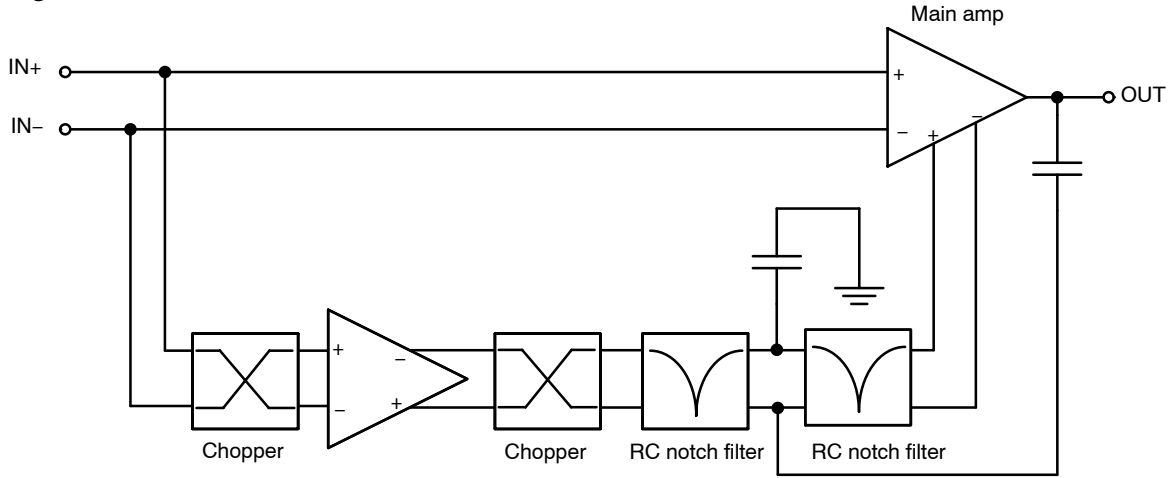 Main amp
IN+
+
OUT
IN−
−
+
−
+
−
−
+
Chopper
Chopper
RC notch filter
RC notch filter